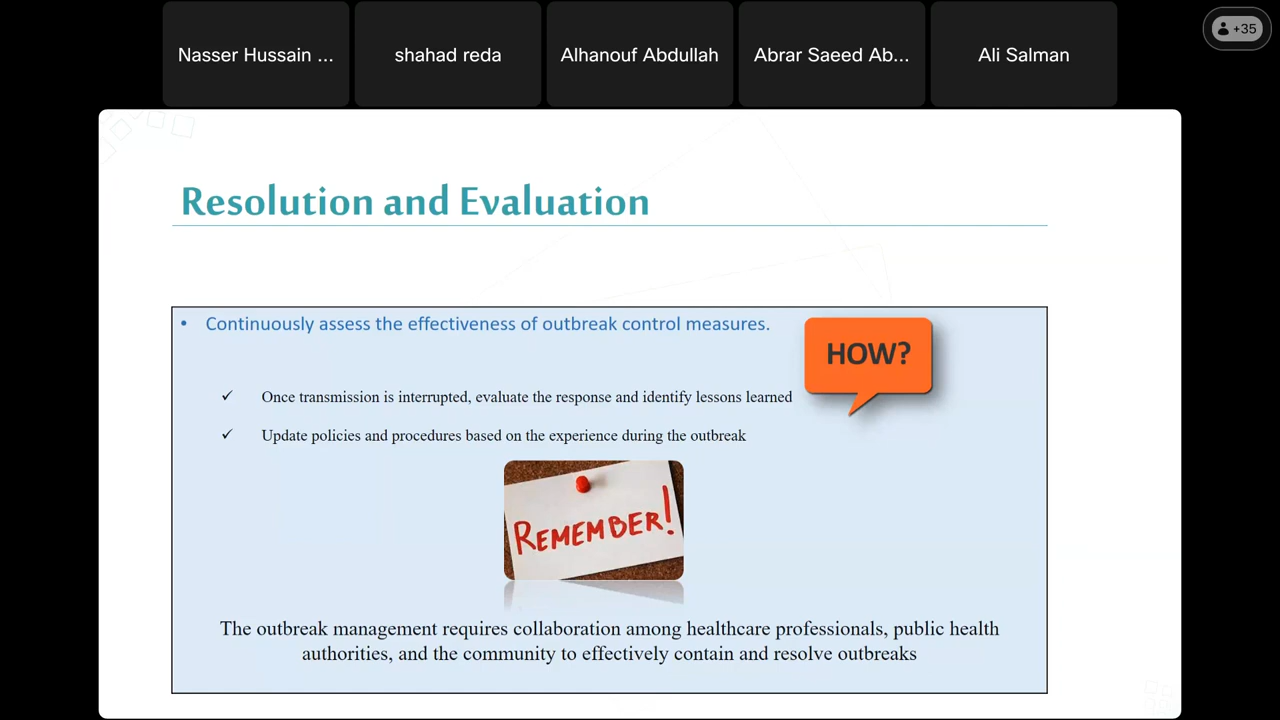 Nasser Hussain ...
shahad reda
Alhanouf Abdullah
Abrar Saeed Ab...
Ali Salman
+35
Resolution and Evaluation
• Continuously assess the effectiveness of outbreak control measures.
HOW?
✓ Once transmission is interrupted, evaluate the response and identify lessons learned
✓ Update policies and procedures based on the experience during the outbreak
REMEMBER!
The outbreak management requires collaboration among healthcare professionals, public health
authorities, and the community to effectively contain and resolve outbreaks